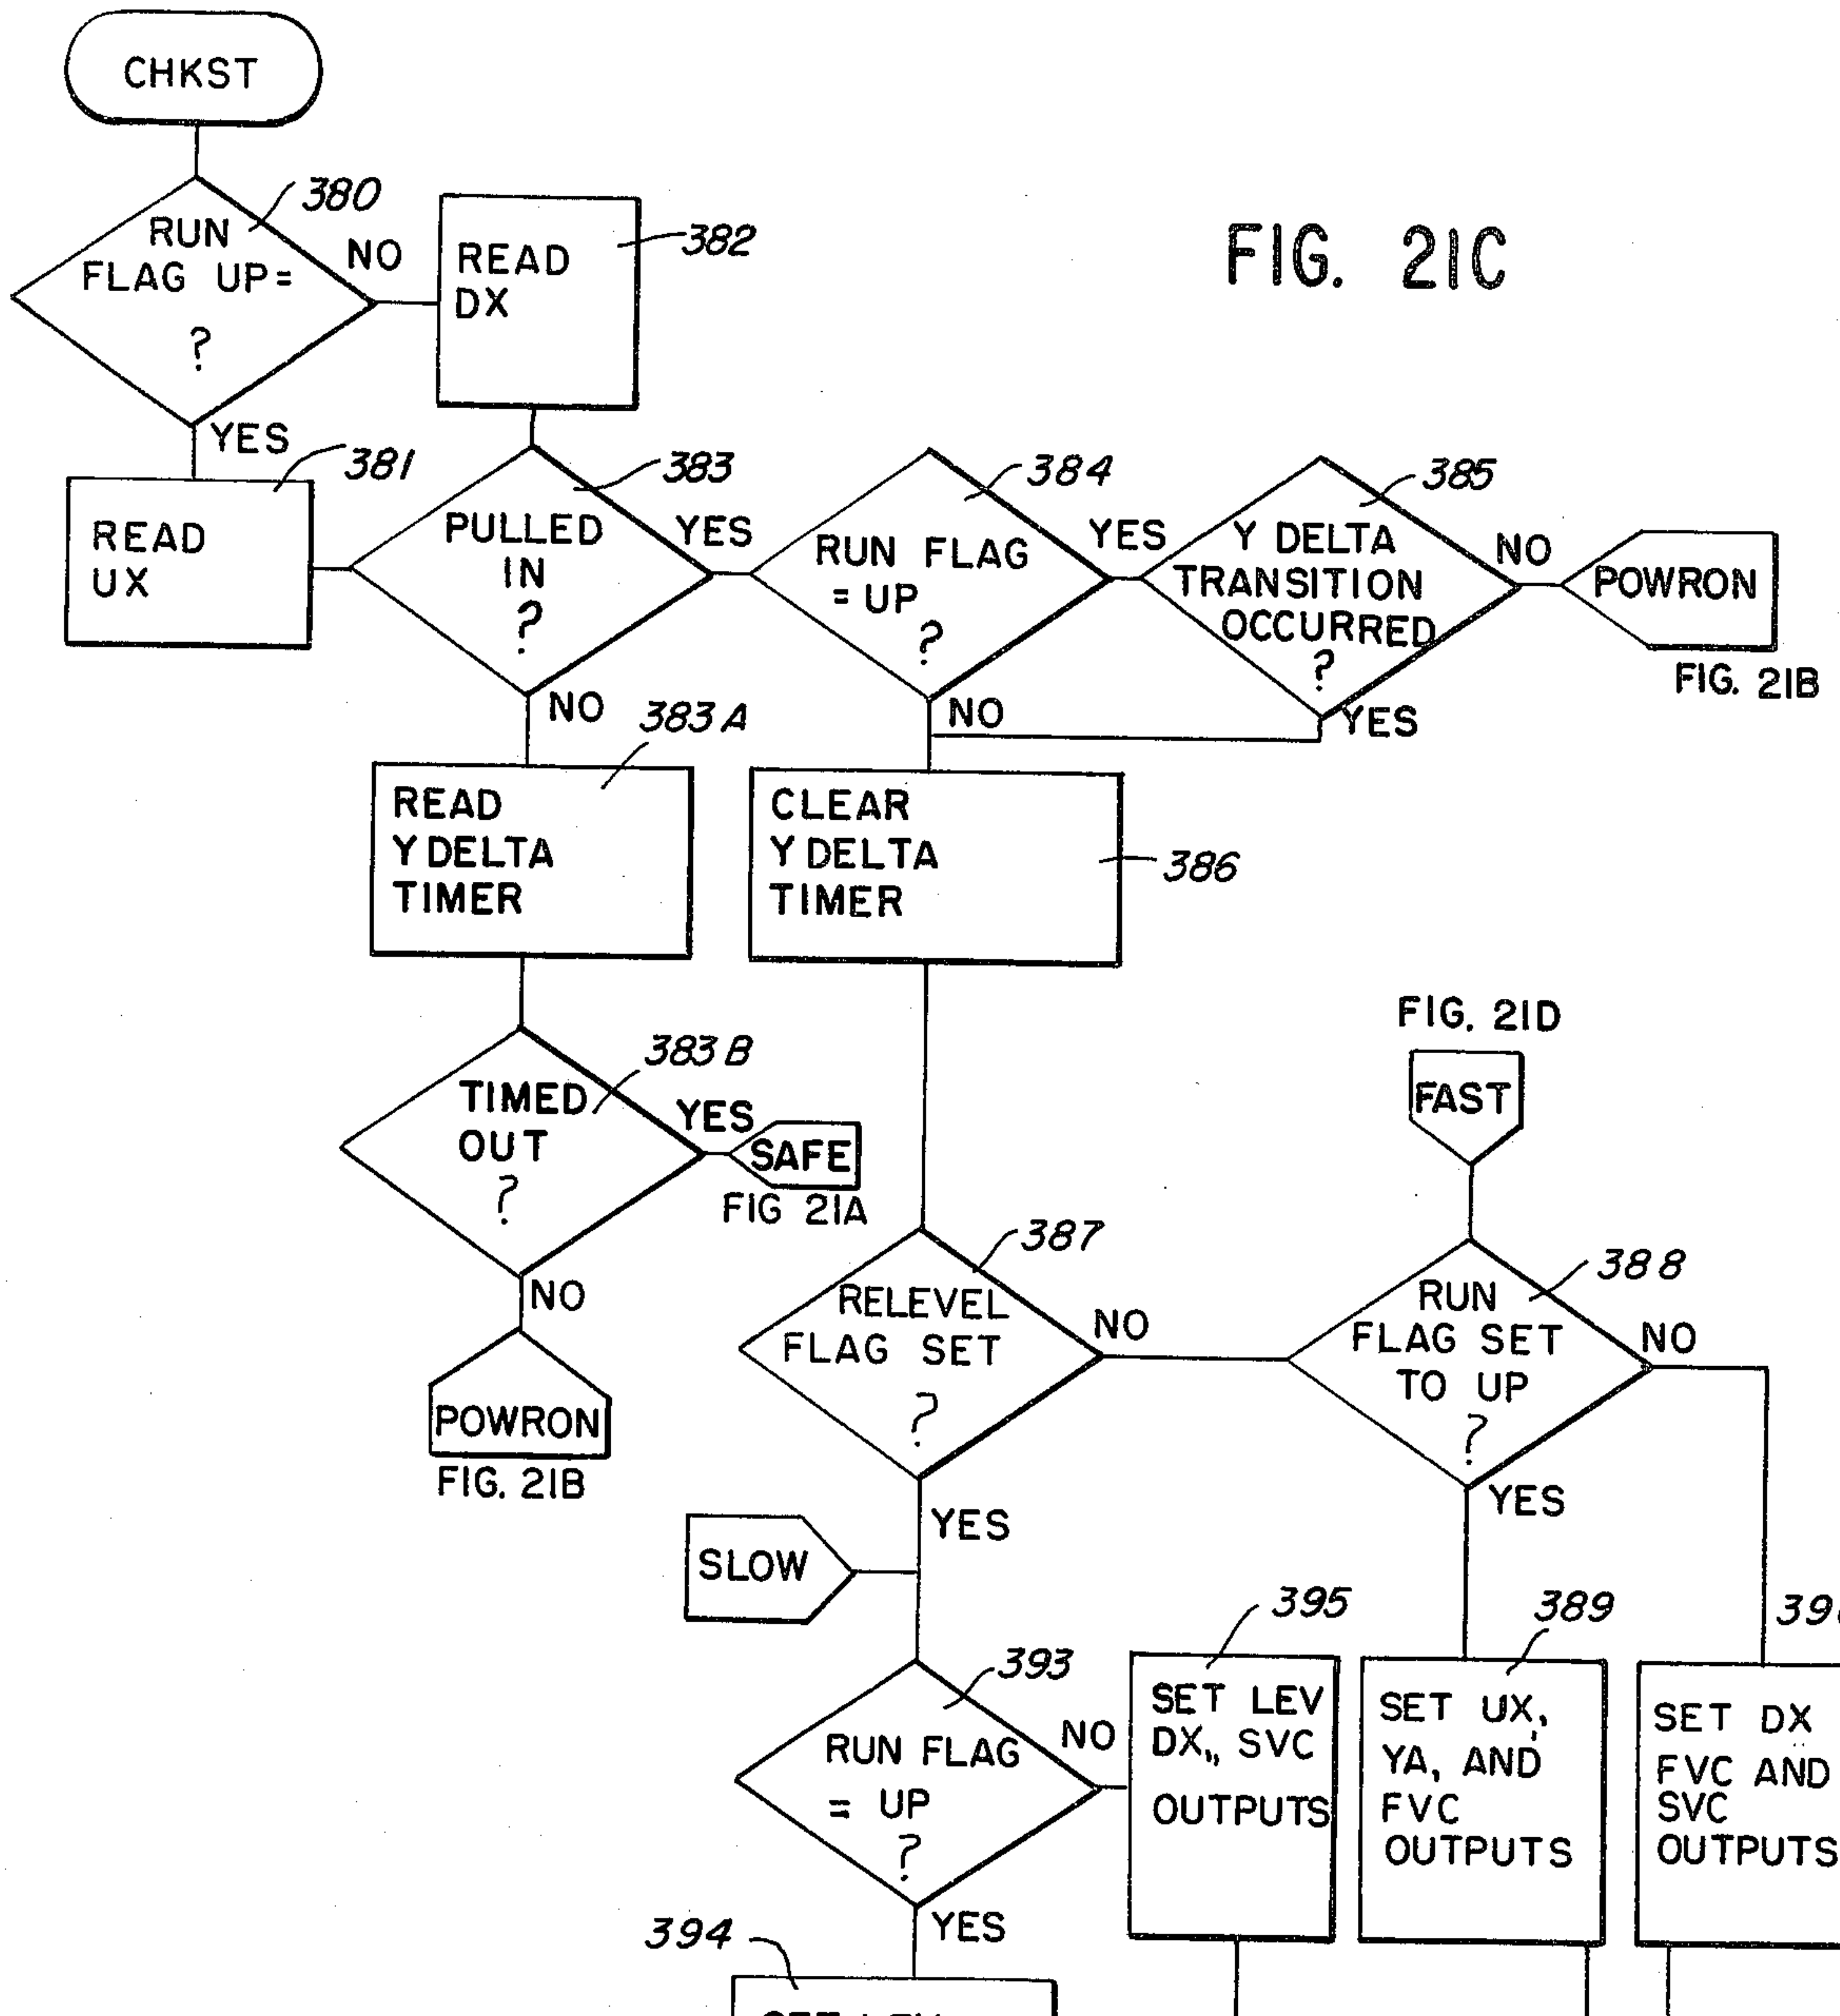 CHKST
380
RUN
FLAG UP=
?
NO
YES
READ
DX
382
FIG. 21C
381
READ
UX
383
PULLED
IN
?
YES
NO
384
RUN FLAG
= UP
?
YES
NO
385
Y DELTA
TRANSITION
OCCURRED
?
NO
YES
POWRON
FIG. 21B
383A
READ
Y DELTA
TIMER
CLEAR
Y DELTA
TIMER
386
383B
TIMED
OUT
?
YES
SAFE
FIG 21A
NO
POWRON
FIG. 21B
FIG. 21D
FAST
387
RELEVEL
FLAG SET
?
NO
YES
388
RUN
FLAG SET
TO UP
?
NO
YES
SLOW
393
RUN FLAG
= UP
?
NO
YES
395
SET LEV
DX,, SVC
OUTPUTS
389
SET UX,
YA, AND
FVC
OUTPUTS
SET DX
FVC AND
SVC
OUTPUTS
394